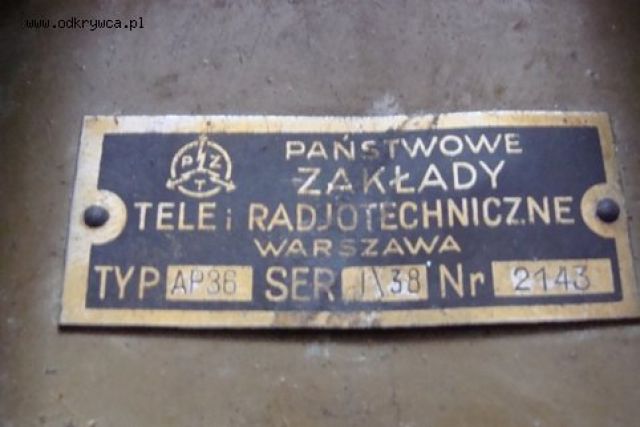 www.odkrywca.pl
PZT
PAŃSTWOWE
ZAKŁADY
TELE i RADJOTECHNICZNE
WARSZAWA
TYP AP36 SER I\38 Nr 2143